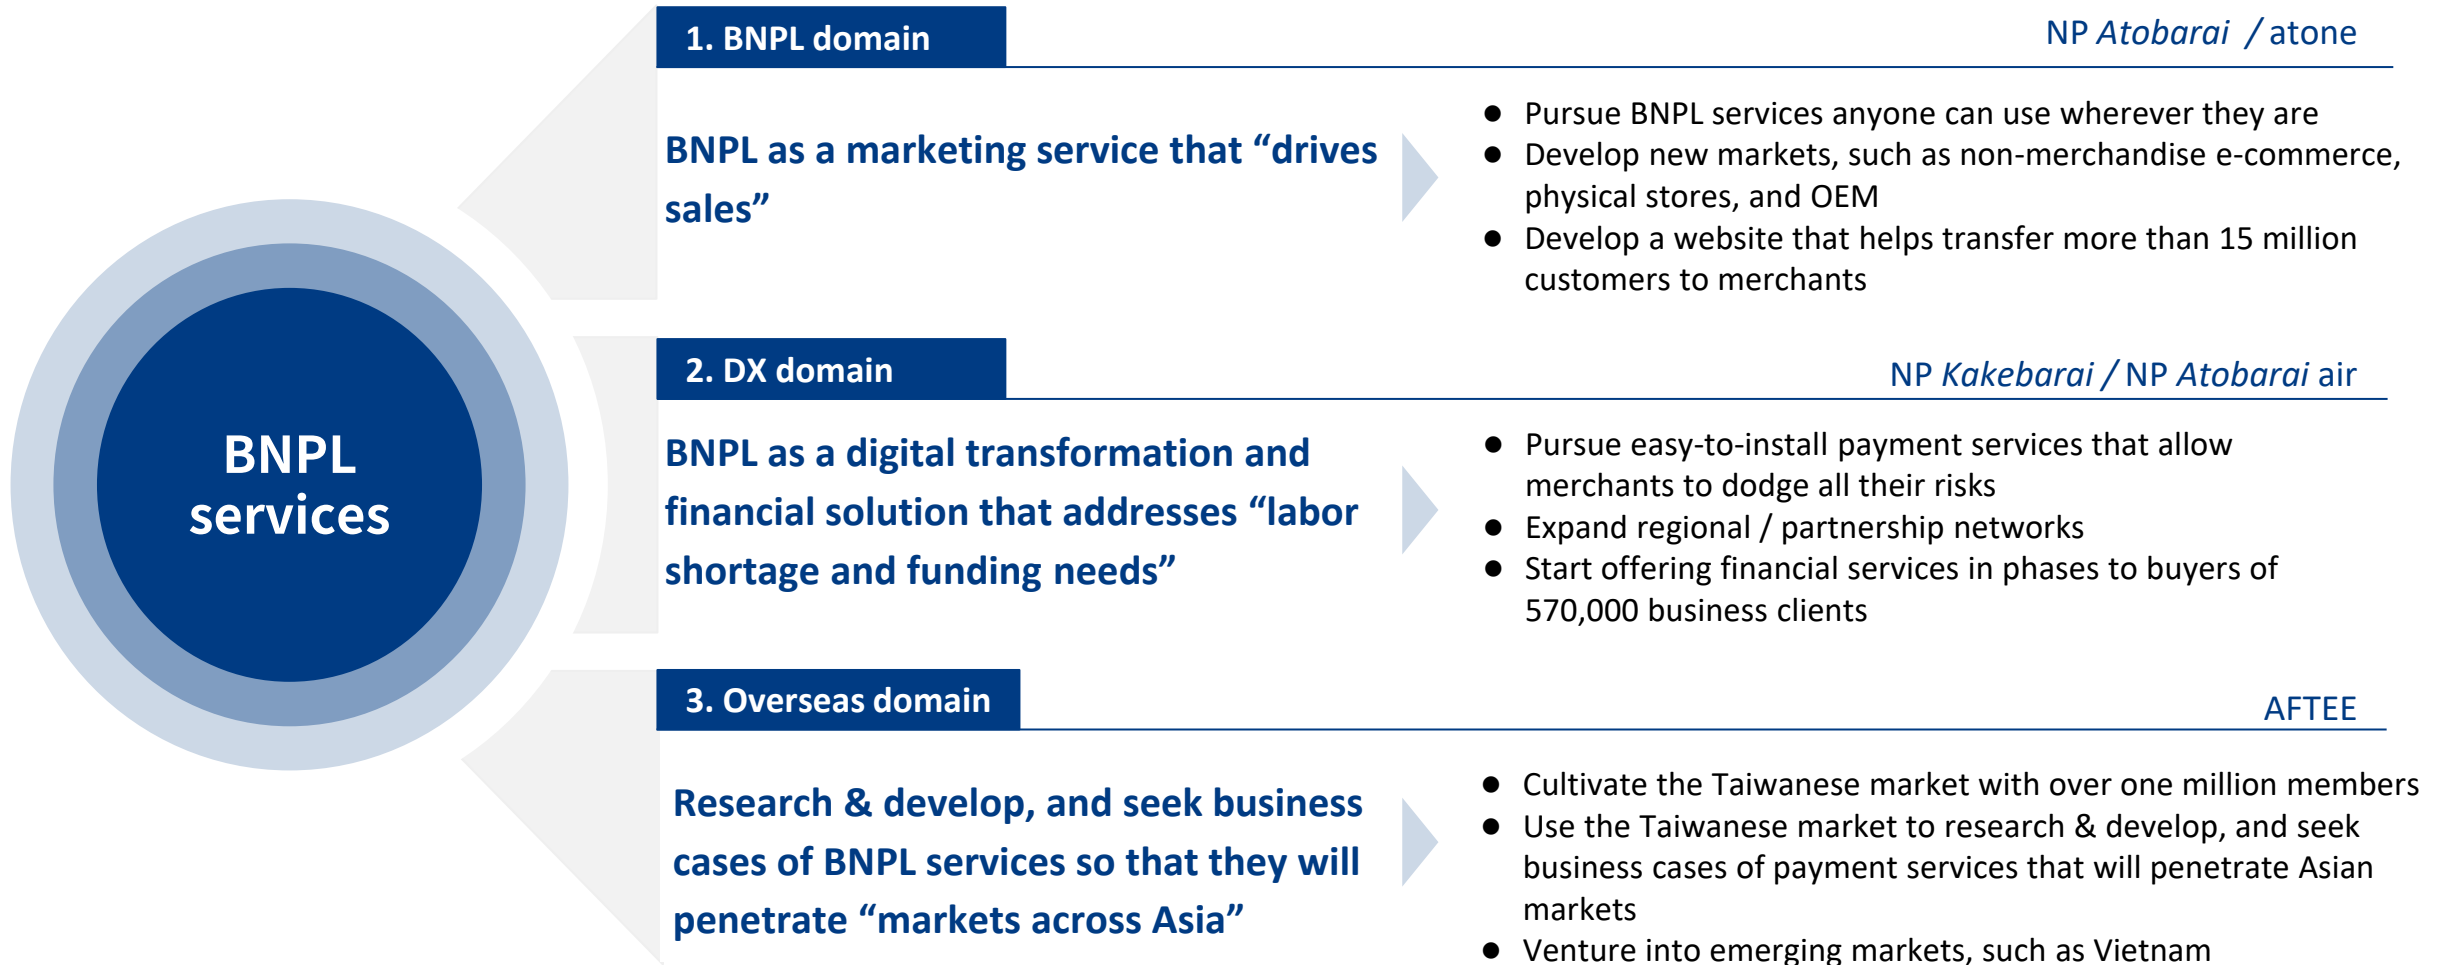 BNPL
services
1. BNPL domain
NP Atobarai / atone
BNPL as a marketing service that “drives
sales”
● Pursue BNPL services anyone can use wherever they are
● Develop new markets, such as non-merchandise e-commerce,
physical stores, and OEM
● Develop a website that helps transfer more than 15 million
customers to merchants
2. DX domain
NP Kakebarai / NP Atobarai air
BNPL as a digital transformation and
financial solution that addresses “labor
shortage and funding needs”
● Pursue easy-to-install payment services that allow
merchants to dodge all their risks
● Expand regional / partnership networks
● Start offering financial services in phases to buyers of
570,000 business clients
3. Overseas domain
AFTEE
Research & develop, and seek business
cases of BNPL services so that they will
penetrate “markets across Asia”
● Cultivate the Taiwanese market with over one million members
● Use the Taiwanese market to research & develop, and seek
business cases of payment services that will penetrate Asian
markets
● Venture into emerging markets, such as Vietnam